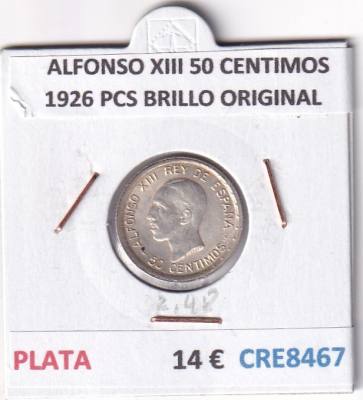 ALFONSO XIII 50 CENTIMOS
1926 PCS BRILLO ORIGINAL
ALFONSO XIII REY DE ESPAÑA
50 CENTIMOS
PLATA 14 € CRE8467